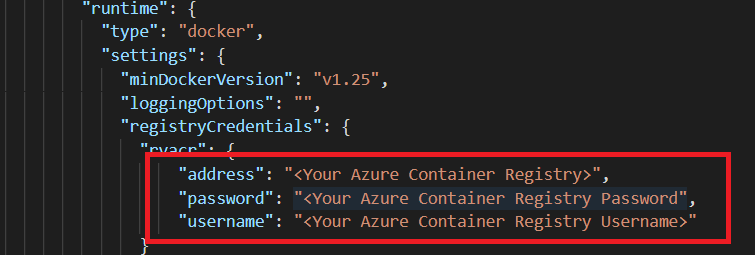 "runtime": {
"type": "docker",
"settings": {
"minDockerVersion": "v1.25",
"loggingOptions": "",
"registryCredentials": {
"rvacr": {
"address": "<Your Azure Container Registry>",
"password": "<Your Azure Container Registry Password",
"username": "<Your Azure Container Registry Username>"
}